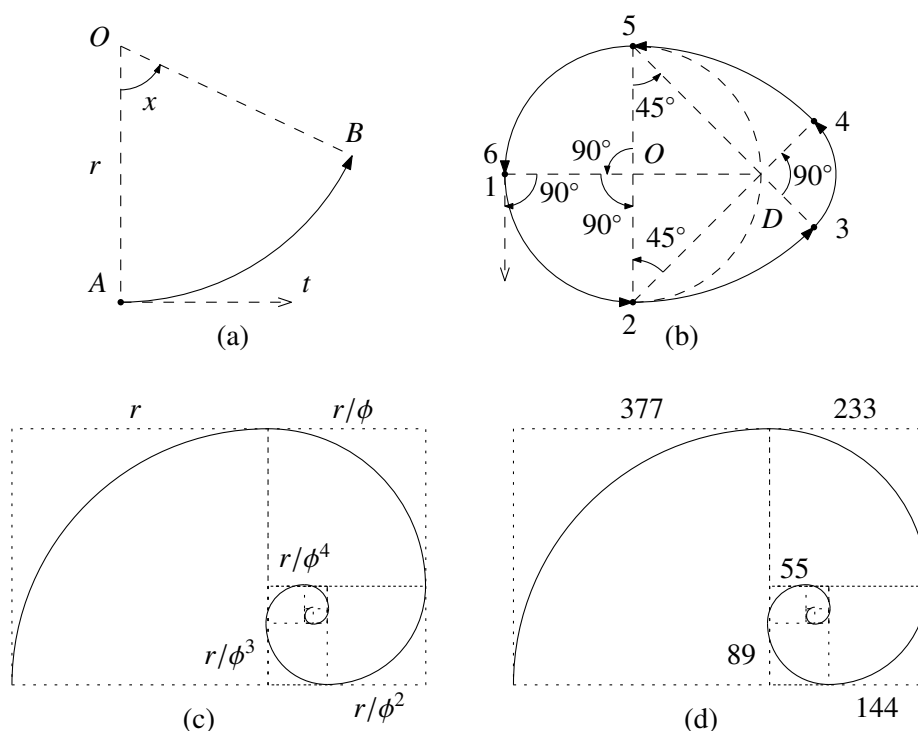 O
x
r
B
A
t
(a)
5
45°
4
6
90°
O
1
90°
90°
90°
D
3
45°
2
(b)
r
r/ϕ
r/ϕ⁴
r/ϕ³
r/ϕ²
(c)
377
233
55
89
144
(d)